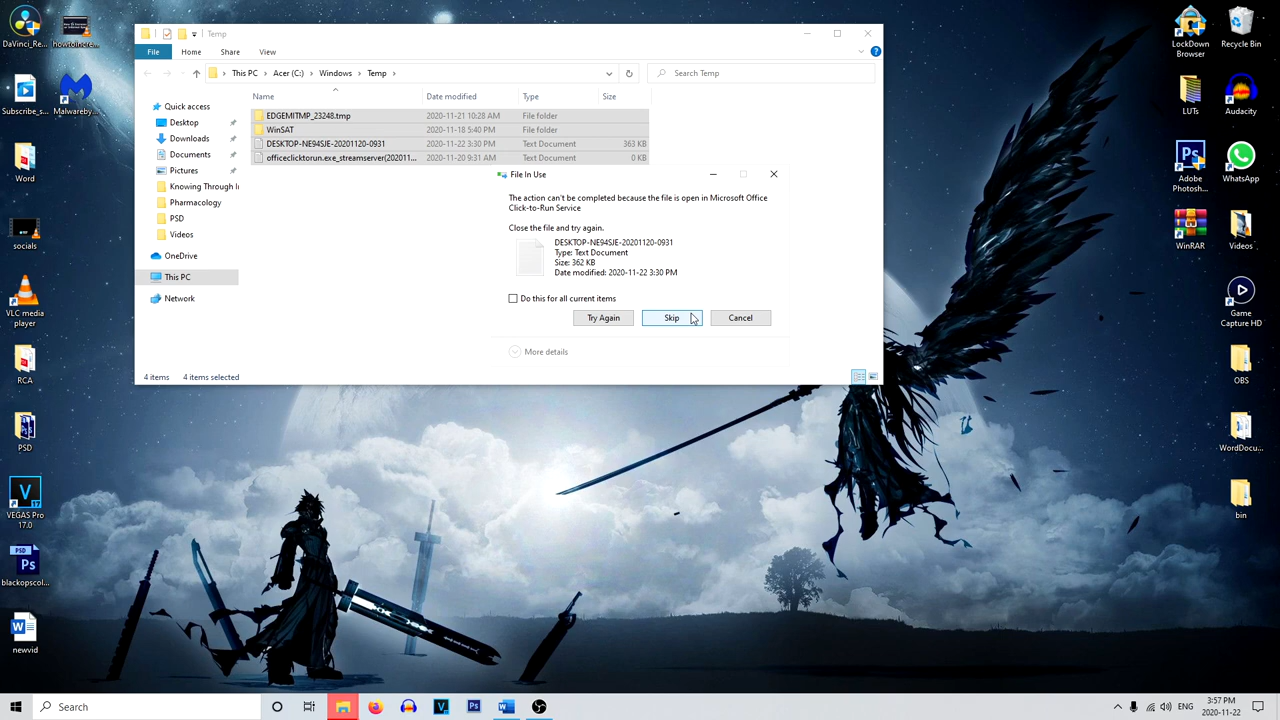 DaVinci_Re...
howtoincre...
Subscribe_s...
Malwareby...
Word
socials
VLC media
player
RCA
PSD
VEGAS Pro
17.0
blackopscol...
newvid
Temp
File Home Share View
This PC Acer (C:) Windows Temp
Search Temp
Name Date modified Type Size
Quick access
Desktop
Downloads
Documents
Pictures
Knowing Through In
Pharmacology
PSD
Videos
OneDrive
This PC
Network
EDGEMITMP_23248.tmp 2020-11-21 10:28 AM File folder
WinSAT 2020-11-18 5:40 PM File folder
DESKTOP-NE94SJE-20201120-0931 2020-11-22 3:30 PM Text Document 363 KB
officeclicktorun.exe_streamserver(202011... 2020-11-20 9:31 AM Text Document 0 KB
File In Use
The action can't be completed because the file is open in Microsoft Office
Click-to-Run Service
Close the file and try again.
DESKTOP-NE94SJE-20201120-0931
Type: Text Document
Size: 362 KB
Date modified: 2020-11-22 3:30 PM
Do this for all current items
Try Again Skip Cancel
More details
4 items 4 items selected
LockDown
Browser
Recycle Bin
LUTs
Audacity
Adobe
Photosh...
WhatsApp
WinRAR
Videos
Game
Capture HD
OBS
WordDocu...
bin
Search
ENG
3:57 PM
2020-11-22